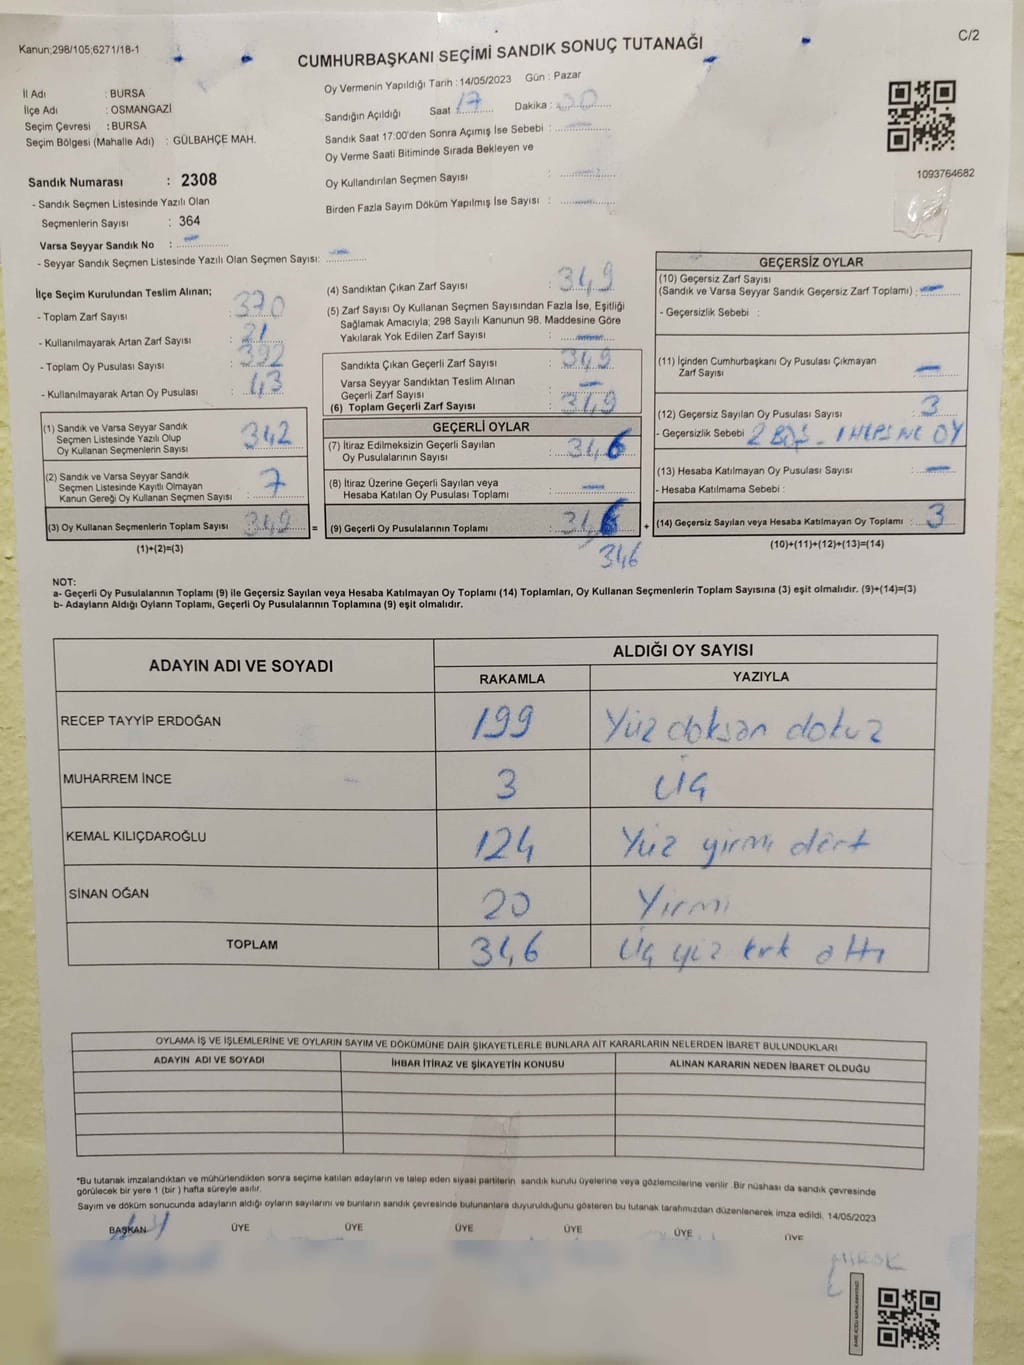 Kanun;298/105;6271/18-1
C/2
CUMHURBAŞKANI SEÇİMİ SANDIK SONUÇ TUTANAĞI
İl Adı : BURSA
İlçe Adı : OSMANGAZİ
Seçim Çevresi : BURSA
Seçim Bölgesi (Mahalle Adı) : GÜLBAHÇE MAH.
Sandık Numarası : 2308
- Sandık Seçmen Listesinde Yazılı Olan
Seçmenlerin Sayısı : 364
Varsa Seyyar Sandık No :
- Seyyar Sandık Seçmen Listesinde Yazılı Olan Seçmen Sayısı:
Oy Vermenin Yapıldığı Tarih : 14/05/2023 Gün : Pazar
Sandığın Açıldığı Saat 17 Dakika : 20
Sandık Saat 17:00'den Sonra Açımış İse Sebebi :
Oy Verme Saati Bitiminde Sırada Bekleyen ve
Oy Kullandırılan Seçmen Sayısı :
Birden Fazla Sayım Döküm Yapılmış İse Sayısı :
1093764682
İlçe Seçim Kurulundan Teslim Alınan;
- Toplam Zarf Sayısı : 370
- Kullanılmayarak Artan Zarf Sayısı : 21
- Toplam Oy Pusulası Sayısı : 392
- Kullanılmayarak Artan Oy Pusulası : 43
(1) Sandık ve Varsa Seyyar Sandık
Seçmen Listesinde Yazılı Olup
Oy Kullanan Seçmenlerin Sayısı : 342
(2) Sandık ve Varsa Seyyar Sandık
Seçmen Listesinde Kayıtlı Olmayan
Kanun Gereği Oy Kullanan Seçmen Sayısı : 7
(3) Oy Kullanan Seçmenlerin Toplam Sayısı : 349
(1)+(2)=(3)
(4) Sandıktan Çıkan Zarf Sayısı : 349
(5) Zarf Sayısı Oy Kullanan Seçmen Sayısından Fazla İse, Eşitliği
Sağlamak Amacıyla; 298 Sayılı Kanunun 98. Maddesine Göre
Yakılarak Yok Edilen Zarf Sayısı :
Sandıkta Çıkan Geçerli Zarf Sayısı : 349
Varsa Seyyar Sandıktan Teslim Alınan
Geçerli Zarf Sayısı :
(6) Toplam Geçerli Zarf Sayısı : 349
GEÇERLİ OYLAR
(7) İtiraz Edilmeksizin Geçerli Sayılan
Oy Pusulalarının Sayısı : 346
(8) İtiraz Üzerine Geçerli Sayılan veya
Hesaba Katılan Oy Pusulası Toplamı :
= (9) Geçerli Oy Pusulalarının Toplamı : 346 +
346
GEÇERSİZ OYLAR
(10) Geçersiz Zarf Sayısı
(Sandık ve Varsa Seyyar Sandık Geçersiz Zarf Toplamı) :
- Geçersizlik Sebebi :
(11) İçinden Cumhurbaşkanı Oy Pusulası Çıkmayan
Zarf Sayısı :
(12) Geçersiz Sayılan Oy Pusulası Sayısı : 3
- Geçersizlik Sebebi : 2 BOŞ - 1 HEPSİNE OY
(13) Hesaba Katılmayan Oy Pusulası Sayısı :
- Hesaba Katılmama Sebebi :
(14) Geçersiz Sayılan veya Hesaba Katılmayan Oy Toplamı : 3
(10)+(11)+(12)+(13)=(14)
NOT:
a- Geçerli Oy Pusulalarının Toplamı (9) ile Geçersiz Sayılan veya Hesaba Katılmayan Oy Toplamı (14) Toplamları, Oy Kullanan Seçmenlerin Toplam Sayısına (3) eşit olmalıdır. (9)+(14)=(3)
b- Adayların Aldığı Oyların Toplamı, Geçerli Oy Pusulalarının Toplamına (9) eşit olmalıdır.
ADAYIN ADI VE SOYADI ALDIĞI OY SAYISI
RAKAMLA YAZIYLA
RECEP TAYYİP ERDOĞAN 199 Yüz doksan dokuz
MUHARREM İNCE 3 Üç
KEMAL KILIÇDAROĞLU 124 Yüz yirmi dört
SİNAN OĞAN 20 Yirmi
TOPLAM 346 Üç yüz kırk altı
OYLAMA İŞ VE İŞLEMLERİNE VE OYLARIN SAYIM VE DÖKÜMÜNE DAİR ŞİKAYETLERLE BUNLARA AİT KARARLARIN NELERDEN İBARET BULUNDUKLARI
ADAYIN ADI VE SOYADI İHBAR İTİRAZ VE ŞİKAYETİN KONUSU ALINAN KARARIN NEDEN İBARET OLDUĞU
*Bu tutanak imzalandıktan ve mühürlendikten sonra seçime katılan adayların ve talep eden siyasi partilerin sandık kurulu üyelerine veya gözlemcilerine verilir .Bir nüshası da sandık çevresinde
görülecek bir yere 1 (bir ) hafta süreyle asılır.
Sayım ve döküm sonucunda adayların aldığı oyların sayılarını ve bunların sandık çevresinde bulunanlara duyurulduğunu gösteren bu tutanak tarafımızdan düzenlenerek imza edildi. 14/05/2023
BAŞKAN ÜYE ÜYE ÜYE ÜYE ÜYE ÜYE